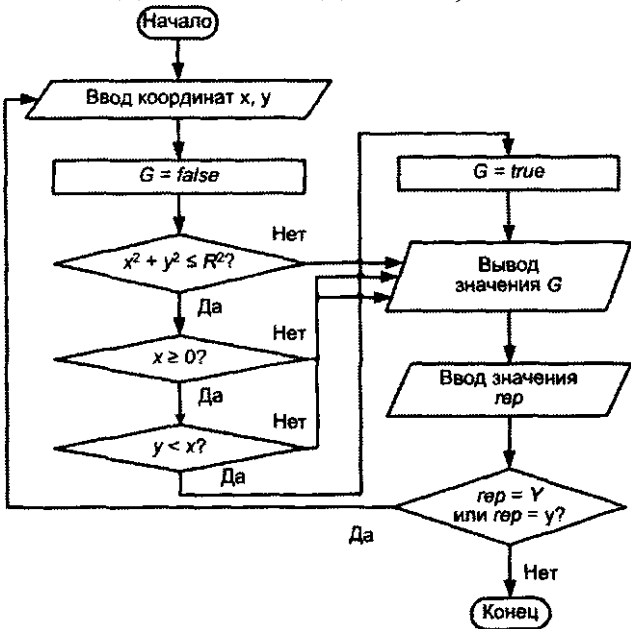 Начало
Ввод координат x, y
G = false
x² + y² ≤ R²?
Нет
Да
x ≥ 0?
Нет
Да
y < x?
Нет
Да
G = true
Вывод
значения G
Ввод значения
rep
rep = Y
или rep = y?
Да
Нет
Конец